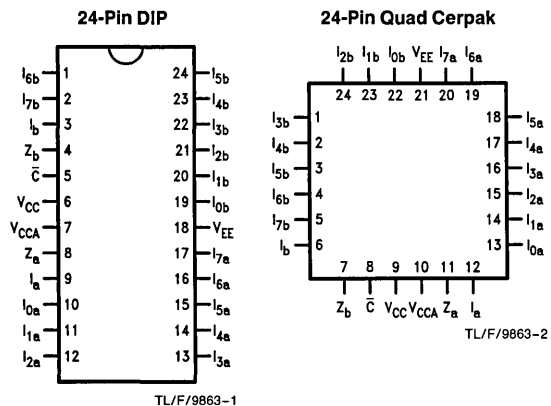 24-Pin DIP
I6b 1 24 I5b
I7b 2 23 I4b
Ib 3 22 I3b
Zb 4 21 I2b
C̅ 5 20 I1b
VCC 6 19 I0b
VCCA 7 18 VEE
Za 8 17 I7a
Ia 9 16 I6a
I0a 10 15 I5a
I1a 11 14 I4a
I2a 12 13 I3a
TL/F/9863-1
24-Pin Quad Cerpak
I2b I1b I0b VEE I7a I6a
24 23 22 21 20 19
I3b 1 18 I5a
I4b 2 17 I4a
I5b 3 16 I3a
I6b 4 15 I2a
I7b 5 14 I1a
Ib 6 13 I0a
7 8 9 10 11 12
Zb C̅ VCC VCCA Za Ia
TL/F/9863-2